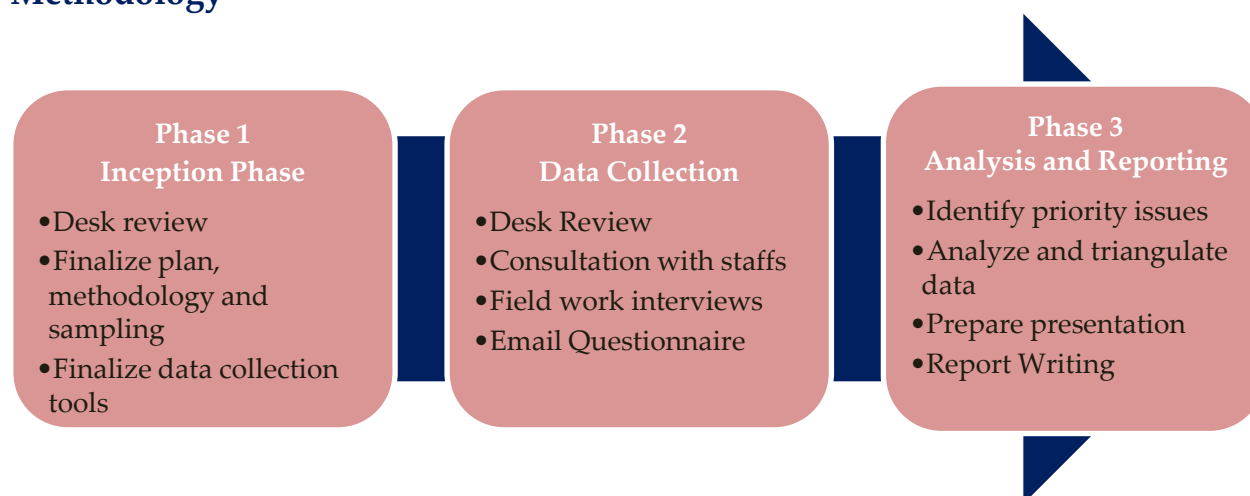 Methodology
Phase 1
Inception Phase
•Desk review
•Finalize plan,
methodology and
sampling
•Finalize data collection
tools
Phase 2
Data Collection
•Desk Review
•Consultation with staffs
•Field work interviews
•Email Questionnaire
Phase 3
Analysis and Reporting
•Identify priority issues
•Analyze and triangulate
data
•Prepare presentation
•Report Writing